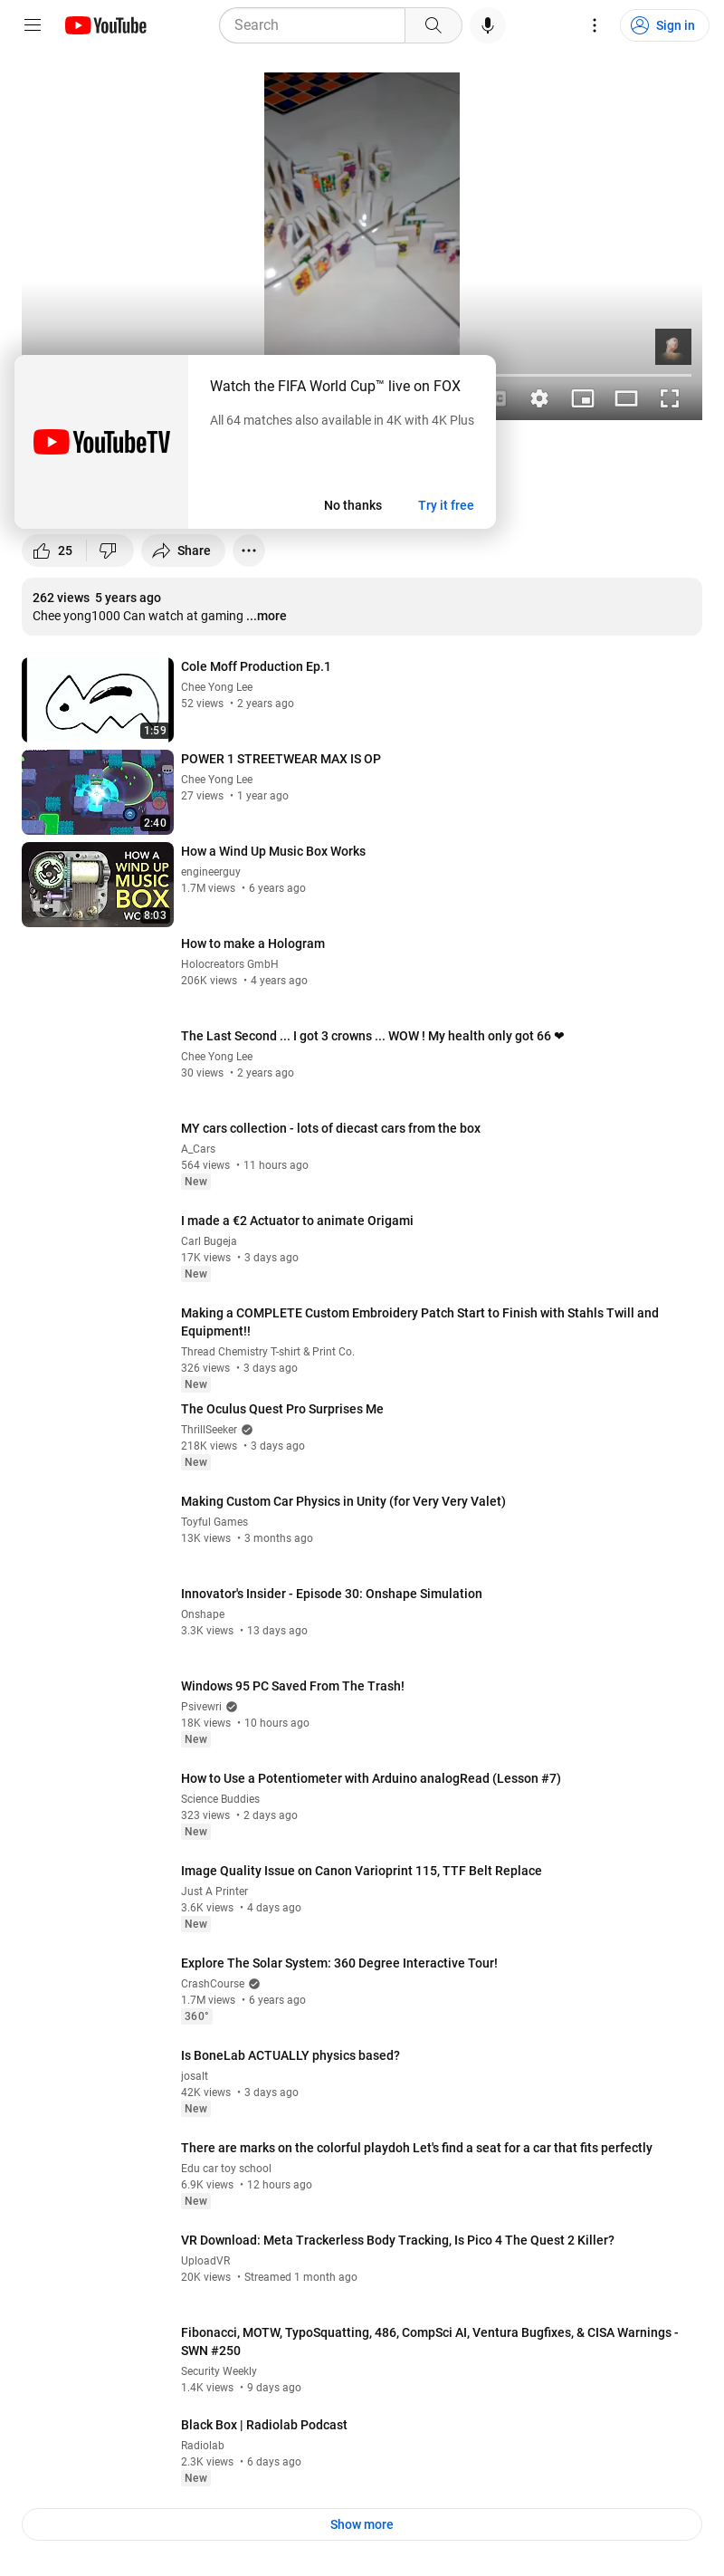 YouTube
Search
Sign in
YouTubeTV
Watch the FIFA World Cup™ live on FOX
All 64 matches also available in 4K with 4K Plus
No thanks
Try it free
25
Share
262 views 5 years ago
Chee yong1000 Can watch at gaming ...more
1:59
Cole Moff Production Ep.1
Chee Yong Lee
52 views • 2 years ago
2:40
POWER 1 STREETWEAR MAX IS OP
Chee Yong Lee
27 views • 1 year ago
HOW A
WIND UP
MUSIC
BOX
8:03
How a Wind Up Music Box Works
engineerguy
1.7M views • 6 years ago
How to make a Hologram
Holocreators GmbH
206K views • 4 years ago
The Last Second ... I got 3 crowns ... WOW ! My health only got 66 ❤
Chee Yong Lee
30 views • 2 years ago
MY cars collection - lots of diecast cars from the box
A_Cars
564 views • 11 hours ago
New
I made a €2 Actuator to animate Origami
Carl Bugeja
17K views • 3 days ago
New
Making a COMPLETE Custom Embroidery Patch Start to Finish with Stahls Twill and
Equipment!!
Thread Chemistry T-shirt & Print Co.
326 views • 3 days ago
New
The Oculus Quest Pro Surprises Me
ThrillSeeker
218K views • 3 days ago
New
Making Custom Car Physics in Unity (for Very Very Valet)
Toyful Games
13K views • 3 months ago
Innovator's Insider - Episode 30: Onshape Simulation
Onshape
3.3K views • 13 days ago
Windows 95 PC Saved From The Trash!
Psivewri
18K views • 10 hours ago
New
How to Use a Potentiometer with Arduino analogRead (Lesson #7)
Science Buddies
323 views • 2 days ago
New
Image Quality Issue on Canon Varioprint 115, TTF Belt Replace
Just A Printer
3.6K views • 4 days ago
New
Explore The Solar System: 360 Degree Interactive Tour!
CrashCourse
1.7M views • 6 years ago
360°
Is BoneLab ACTUALLY physics based?
josalt
42K views • 3 days ago
New
There are marks on the colorful playdoh Let's find a seat for a car that fits perfectly
Edu car toy school
6.9K views • 12 hours ago
New
VR Download: Meta Trackerless Body Tracking, Is Pico 4 The Quest 2 Killer?
UploadVR
20K views • Streamed 1 month ago
Fibonacci, MOTW, TypoSquatting, 486, CompSci AI, Ventura Bugfixes, & CISA Warnings -
SWN #250
Security Weekly
1.4K views • 9 days ago
Black Box | Radiolab Podcast
Radiolab
2.3K views • 6 days ago
New
Show more